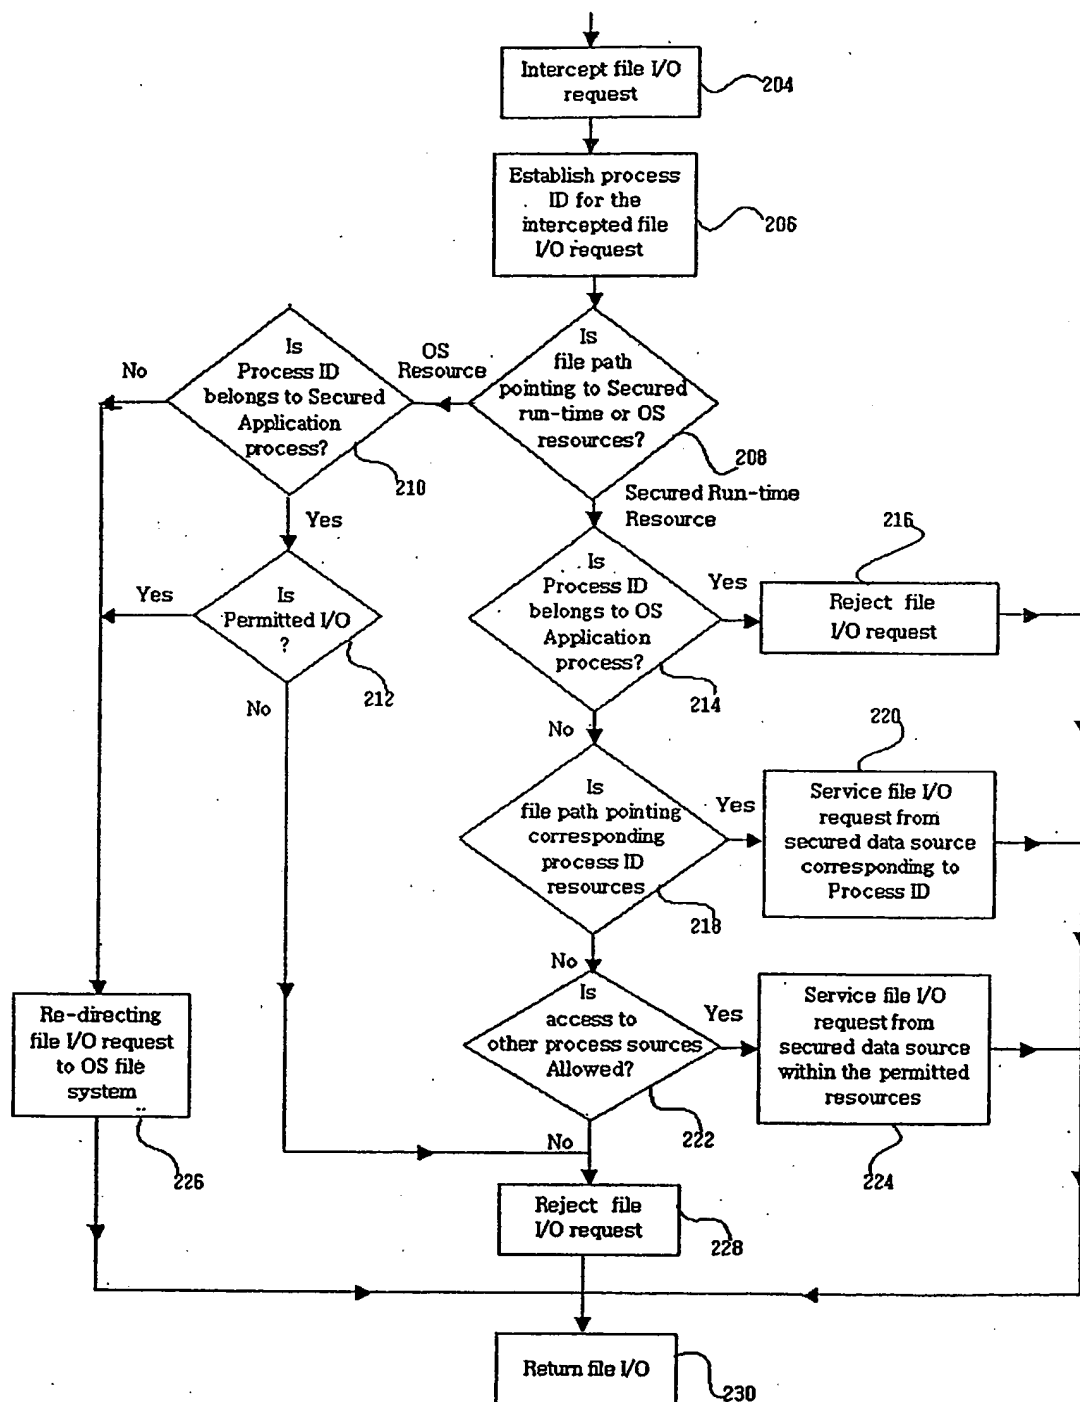 Intercept file I/O
request
204
Establish process
ID for the
intercepted file
I/O request
206
Is
file path
pointing to Secured
run-time or OS
resources?
208
OS
Resource
Is
Process ID
belongs to Secured
Application
process?
210
No
Yes
Secured Run-time
Resource
Is
Permitted I/O
?
212
Yes
No
Is
Process ID
belongs to OS
Application
process?
214
Yes
Reject file
I/O request
216
No
Is
file path pointing
corresponding
process ID
resources
218
Yes
Service file I/O
request from
secured data source
corresponding to
Process ID
220
No
Is
access to
other process sources
Allowed?
222
Yes
Service file I/O
request from
secured data source
within the permitted
resources
224
No
Re-directing
file I/O request
to OS file
system
226
Reject file
I/O request
228
Return file I/O
230